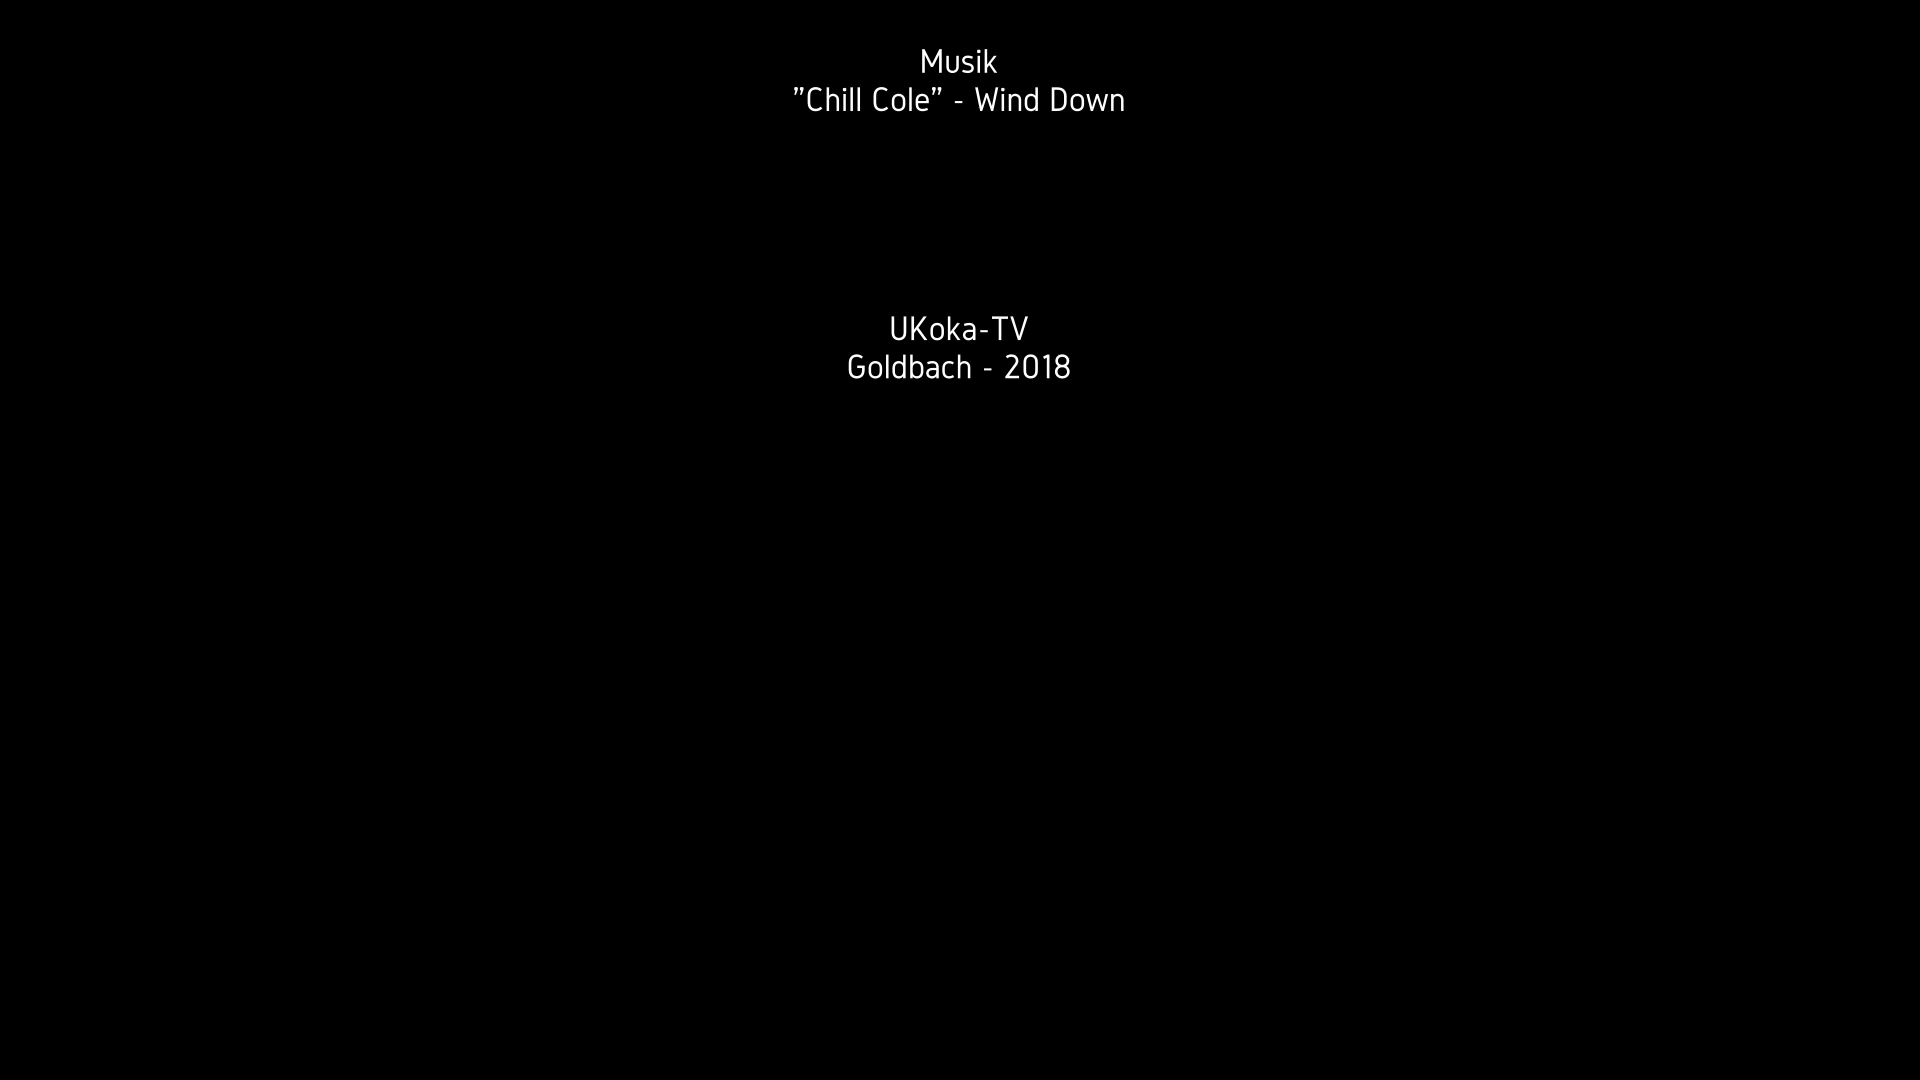 Musik
”Chill Cole” - Wind Down
UKoka-TV
Goldbach - 2018